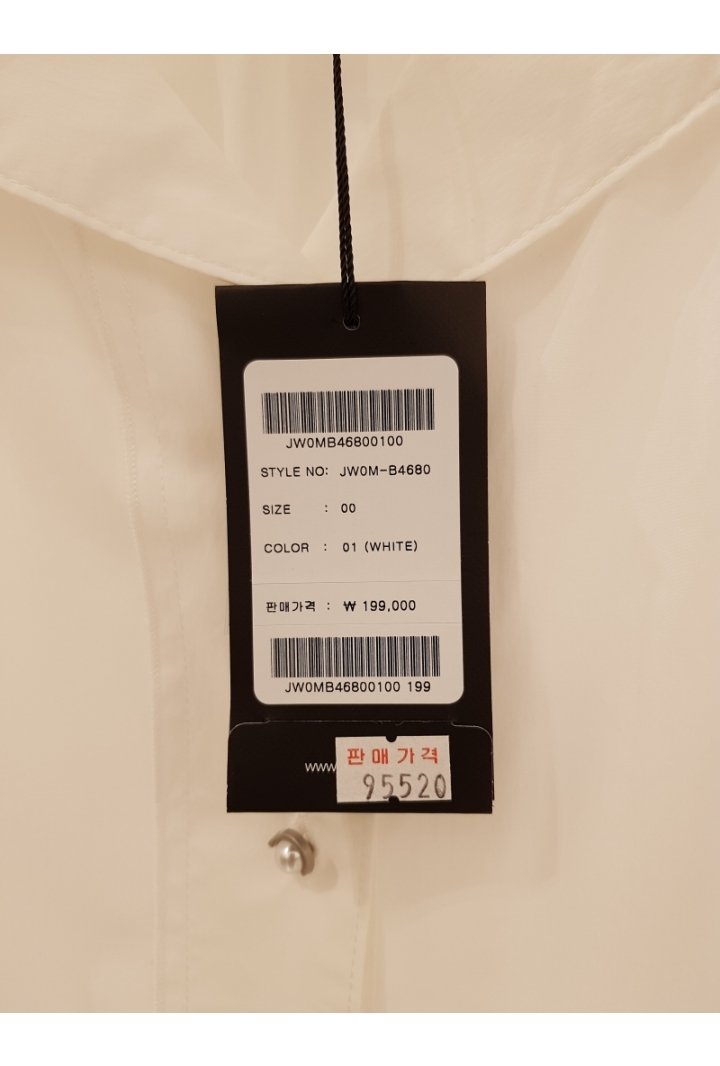 JW0MB46800100
STYLE NO: JW0M-B4680
SIZE : 00
COLOR : 01 (WHITE)
판매가격 : ₩ 199,000
JW0MB46800100 199
www
판매가격
95520